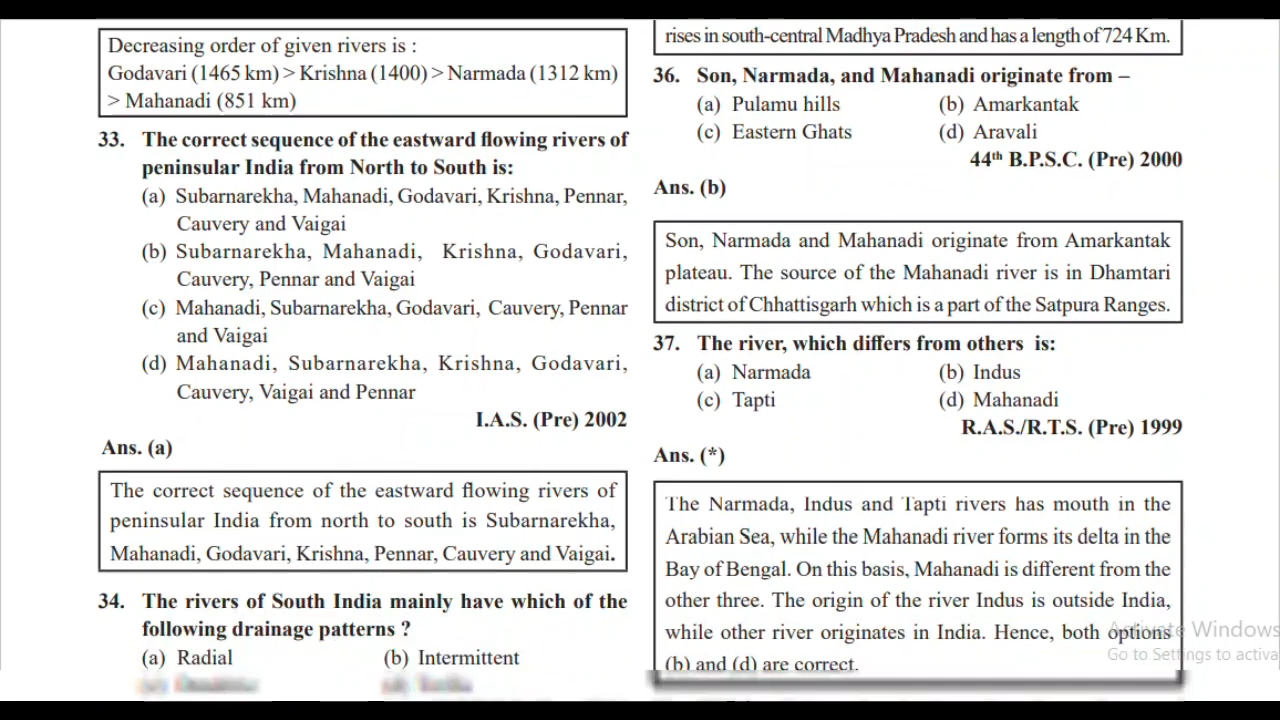 Decreasing order of given rivers is :
Godavari (1465 km) > Krishna (1400) > Narmada (1312 km)
> Mahanadi (851 km)
33. The correct sequence of the eastward flowing rivers of
peninsular India from North to South is:
(a) Subarnarekha, Mahanadi, Godavari, Krishna, Pennar,
Cauvery and Vaigai
(b) Subarnarekha, Mahanadi, Krishna, Godavari,
Cauvery, Pennar and Vaigai
(c) Mahanadi, Subarnarekha, Godavari, Cauvery, Pennar
and Vaigai
(d) Mahanadi, Subarnarekha, Krishna, Godavari,
Cauvery, Vaigai and Pennar
I.A.S. (Pre) 2002
Ans. (a)
The correct sequence of the eastward flowing rivers of
peninsular India from north to south is Subarnarekha,
Mahanadi, Godavari, Krishna, Pennar, Cauvery and Vaigai.
34. The rivers of South India mainly have which of the
following drainage patterns ?
(a) Radial (b) Intermittent
rises in south-central Madhya Pradesh and has a length of 724 Km.
36. Son, Narmada, and Mahanadi originate from –
(a) Pulamu hills (b) Amarkantak
(c) Eastern Ghats (d) Aravali
44th B.P.S.C. (Pre) 2000
Ans. (b)
Son, Narmada and Mahanadi originate from Amarkantak
plateau. The source of the Mahanadi river is in Dhamtari
district of Chhattisgarh which is a part of the Satpura Ranges.
37. The river, which differs from others is:
(a) Narmada (b) Indus
(c) Tapti (d) Mahanadi
R.A.S./R.T.S. (Pre) 1999
Ans. (*)
The Narmada, Indus and Tapti rivers has mouth in the
Arabian Sea, while the Mahanadi river forms its delta in the
Bay of Bengal. On this basis, Mahanadi is different from the
other three. The origin of the river Indus is outside India,
while other river originates in India. Hence, both options
(b) and (d) are correct.
Activate Windows
Go to Settings to activa